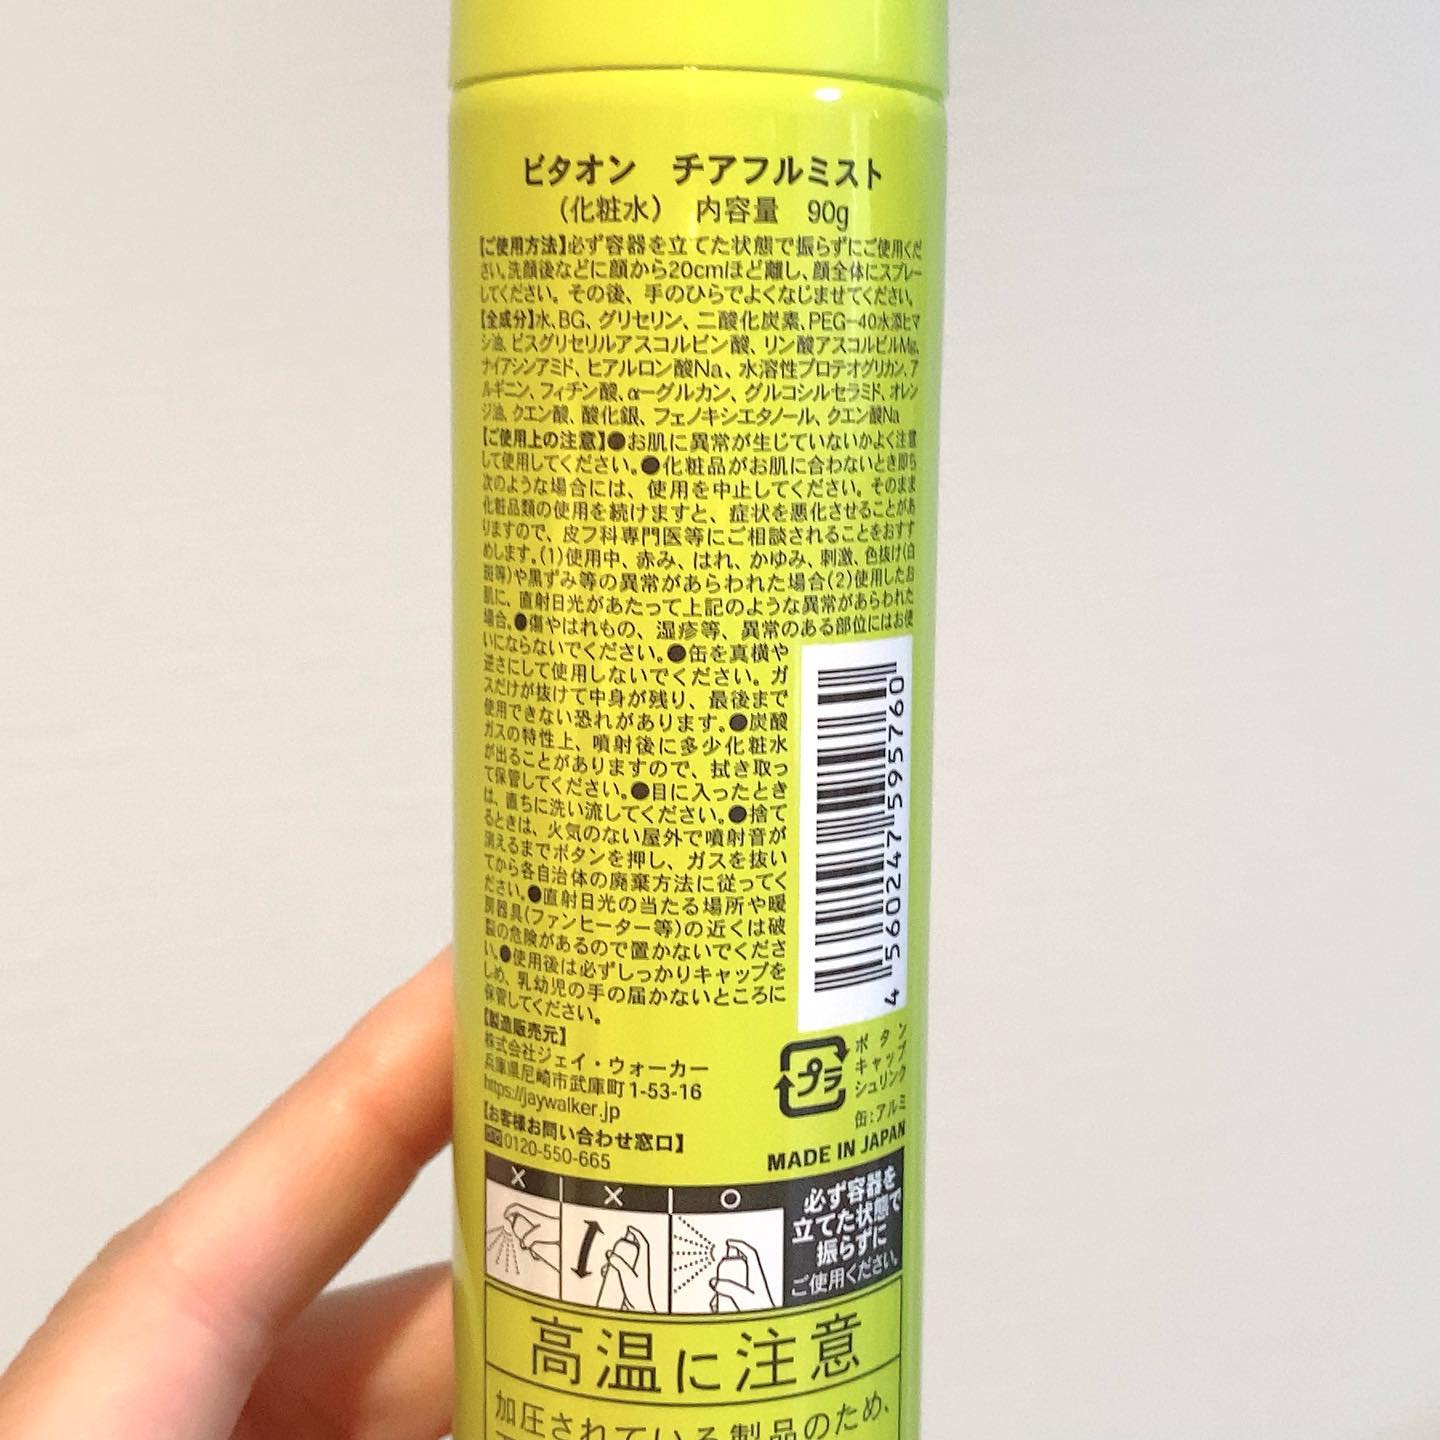 ビタオン チアフルミスト
(化粧水) 内容量 90g
【ご使用方法】必ず容器を立てた状態で振らずにご使用くだ
さい。洗顔後などに顔から20cmほど離し、顔全体にスプレー
してください。その後、手のひらでよくなじませてください。
【全成分】水、BG、グリセリン、二酸化炭素、PEG-40水添ヒマ
シ油、ビスグリセリルアスコルビン酸、リン酸アスコルビルMg、
ナイアシンアミド、ヒアルロン酸Na、水溶性プロテオグリカン、ア
ルギニン、フィチン酸、α-グルカン、グルコシルセラミド、オレン
ジ油、クエン酸、酸化銀、フェノキシエタノール、クエン酸Na
【ご使用上の注意】●お肌に異常が生じていないかよく注意
して使用してください。●化粧品がお肌に合わないとき即ち
次のような場合には、使用を中止してください。そのまま
化粧品類の使用を続けますと、症状を悪化させることがあ
りますので、皮フ科専門医等にご相談されることをおすす
めします。(1)使用中、赤み、はれ、かゆみ、刺激、色抜け(白
斑等)や黒ずみ等の異常があらわれた場合(2)使用したお
肌に、直射日光があたって上記のような異常があらわれた
場合。●傷やはれもの、湿疹等、異常のある部位にはお使
いにならないでください。●缶を真横や
逆さにして使用しないでください。ガ
スだけが抜けて中身が残り、最後まで
使用できない恐れがあります。●炭酸
ガスの特性上、噴射後に多少化粧水
が出ることがありますので、拭き取っ
て保管してください。●目に入ったとき
は、直ちに洗い流してください。●捨て
るときは、火気のない屋外で噴射音が
消えるまでボタンを押し、ガスを抜い
てから各自治体の廃棄方法に従ってく
ださい。●直射日光の当たる場所や暖
房器具(ファンヒーター等)の近くは破
裂の危険があるので置かないでくださ
い。●使用後は必ずしっかりキャップを
しめ、乳幼児の手の届かないところに
保管してください。
4 560247 595760
【製造販売元】
株式会社ジェイ・ウォーカー
兵庫県尼崎市武庫町1-53-16
https://jaywalker.jp
【お客様お問い合わせ窓口】
0120-550-665
プラ
ボタン
キャップ
シュリンク
缶:アルミ
MADE IN JAPAN
× × ○
必ず容器を
立てた状態で
振らずに
ご使用ください。
高温に注意
加圧されている製品のため、